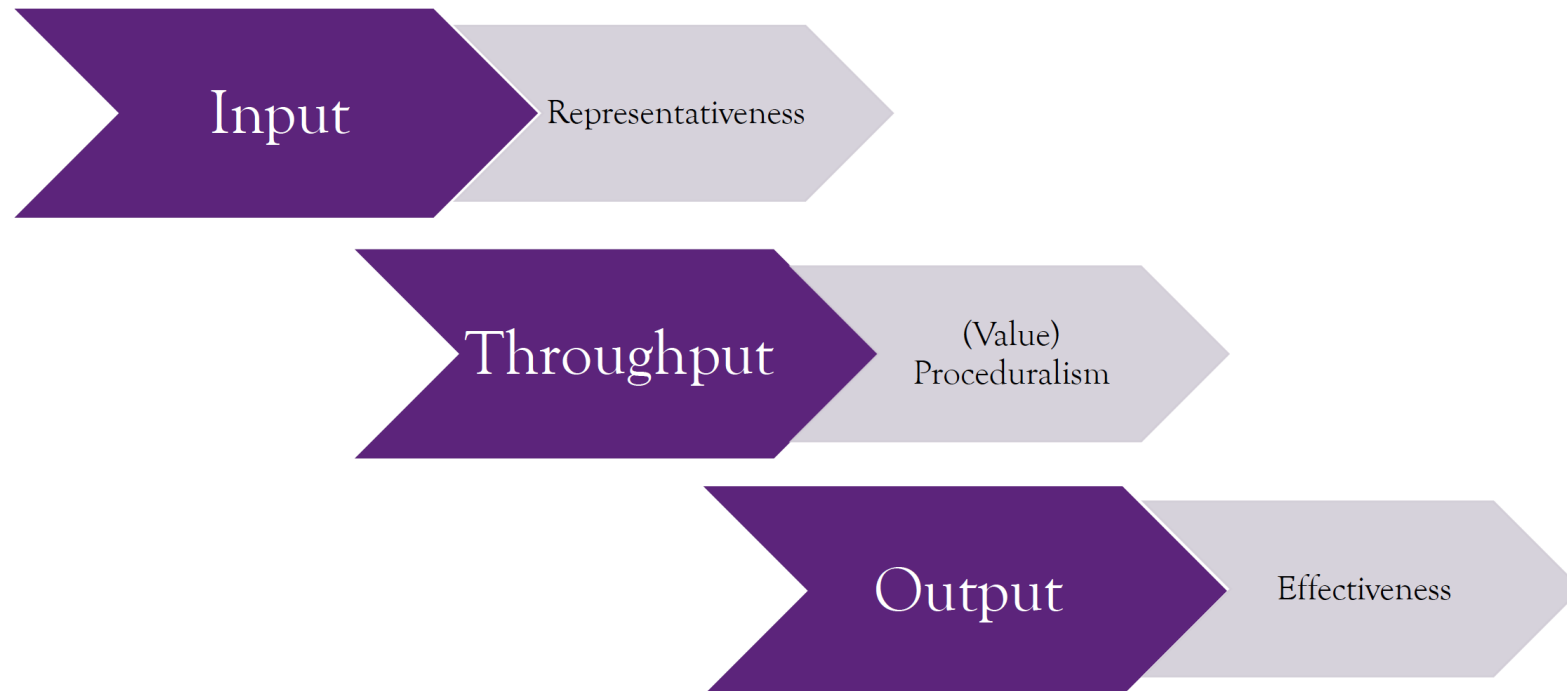 Input
Representativeness
Throughput
(Value)
Proceduralism
Output
Effectiveness